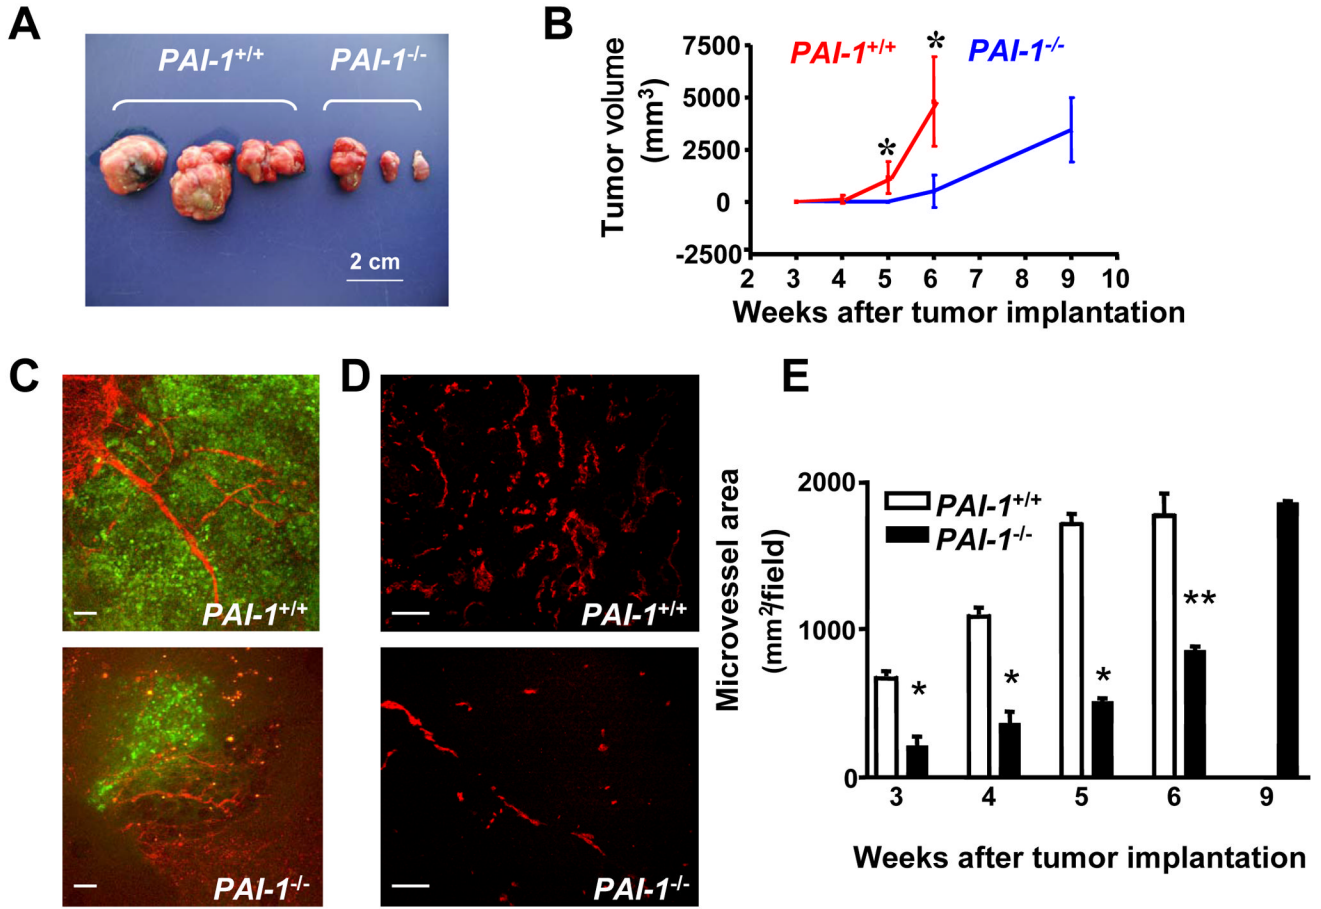 A
PAI-1+/+ PAI-1-/-
2 cm
B
Tumor volume
(mm3)
7500
5000
2500
0
-2500
PAI-1+/+
PAI-1-/-
*
*
2 3 4 5 6 7 8 9 10
Weeks after tumor implantation
C
PAI-1+/+
PAI-1-/-
D
PAI-1+/+
PAI-1-/-
E
Microvessel area
(mm2/field)
2000
1000
0
PAI-1+/+
PAI-1-/-
*
*
*
**
3 4 5 6 9
Weeks after tumor implantation